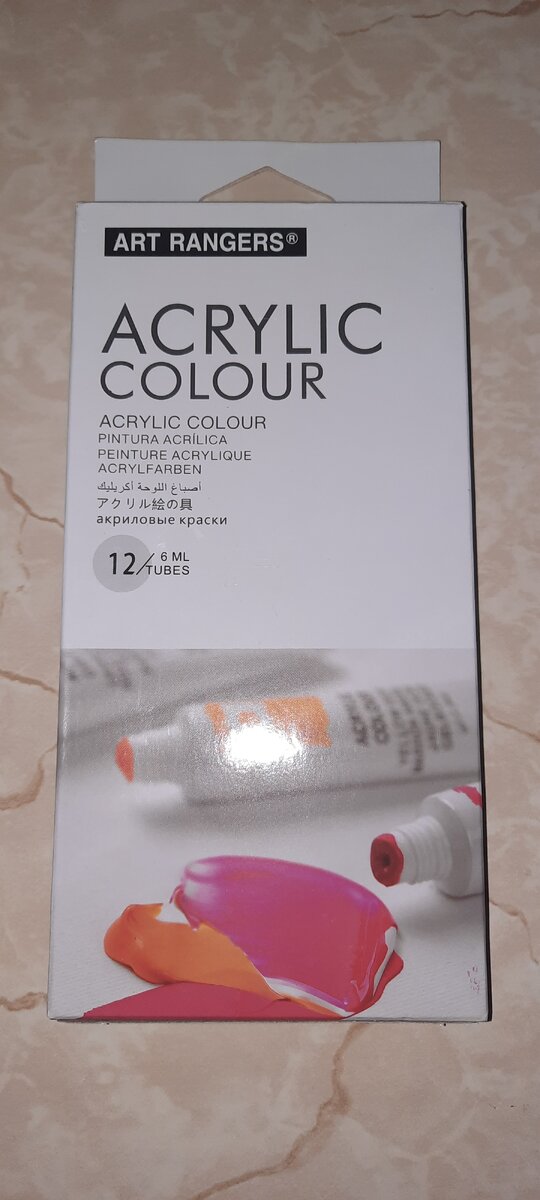 ART RANGERS®
ACRYLIC
COLOUR
ACRYLIC COLOUR
PINTURA ACRÍLICA
PEINTURE ACRYLIQUE
ACRYLFARBEN
أصباغ اللوحة أكريليك
アクリル絵の具
акриловые краски
12/ 6 ML
TUBES